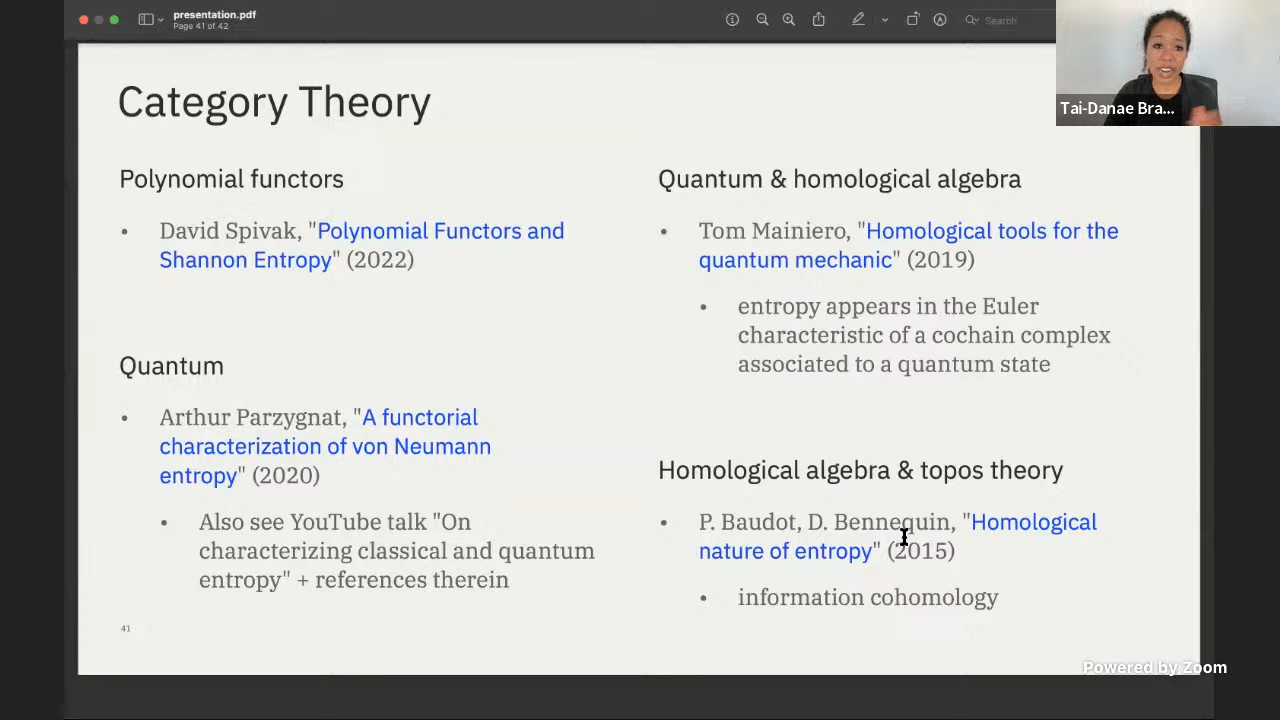 presentation.pdf
Page 41 of 42
Search
Tai-Danae Bra...
Category Theory
Polynomial functors
• David Spivak, "Polynomial Functors and
Shannon Entropy" (2022)
Quantum
• Arthur Parzygnat, "A functorial
characterization of von Neumann
entropy" (2020)
• Also see YouTube talk "On
characterizing classical and quantum
entropy" + references therein
Quantum & homological algebra
• Tom Mainiero, "Homological tools for the
quantum mechanic" (2019)
• entropy appears in the Euler
characteristic of a cochain complex
associated to a quantum state
Homological algebra & topos theory
• P. Baudot, D. Bennequin, "Homological
nature of entropy" (2015)
• information cohomology
41
Powered by Zoom